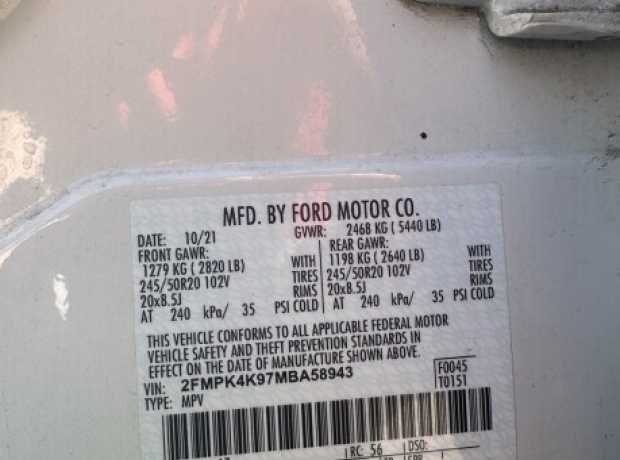 MFD. BY FORD MOTOR CO.
DATE: 10/21 GVWR: 2468 KG ( 5440 LB)
FRONT GAWR: REAR GAWR:
1279 KG ( 2820 LB) WITH 1198 KG ( 2640 LB) WITH
245/50R20 102V TIRES 245/50R20 102V TIRES
20x8.5J RIMS 20x8.5J RIMS
AT 240 kPa/ 35 PSI COLD AT 240 kPa/ 35 PSI COLD
THIS VEHICLE CONFORMS TO ALL APPLICABLE FEDERAL MOTOR
VEHICLE SAFETY AND THEFT PREVENTION STANDARDS IN
EFFECT ON THE DATE OF MANUFACTURE SHOWN ABOVE.
VIN: 2FMPK4K97MBA58943 F0045
TYPE: MPV T0151
RC: 56 DSO: